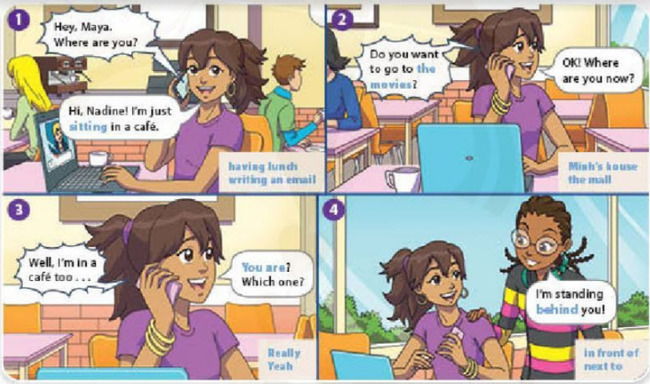 1
Hey, Maya.
Where are you?
Hi, Nadine! I'm just
sitting in a café.
having lunch
writing an email
2
Do you want
to go to the
movies?
OK! Where
are you now?
Minh's house
the mall
3
Well, I'm in a
café too . . .
You are?
Which one?
Really
Yeah
4
I'm standing
behind you!
in front of
next to